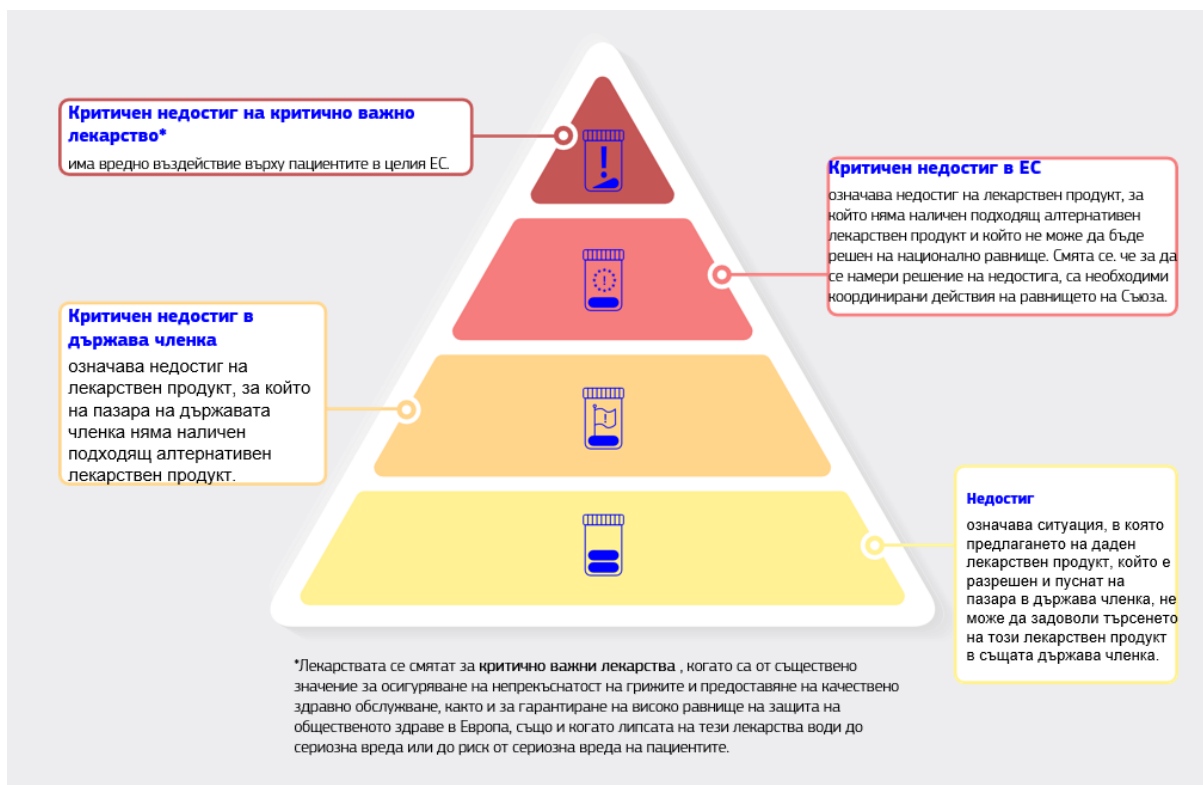 Критичен недостиг на критично важно
лекарство*
има вредно въздействие върху пациентите в целия ЕС.
Критичен недостиг в ЕС
означава недостиг на лекарствен продукт, за
който няма наличен подходящ алтернативен
лекарствен продукт и който не може да бъде
решен на национално равнище. Смята се. че за да
се намери решение на недостига, са необходими
координирани действия на равнището на Съюза.
Критичен недостиг в
държава членка
означава недостиг на
лекарствен продукт, за който
на пазара на държавата
членка няма наличен
подходящ алтернативен
лекарствен продукт.
Недостиг
означава ситуация, в която
предлагането на даден
лекарствен продукт, който е
разрешен и пуснат на
пазара в държава членка, не
може да задоволи търсенето
на този лекарствен продукт
в същата държава членка.
*Лекарствата се смятат за критично важни лекарства , когато са от съществено
значение за осигуряване на непрекъснатост на грижите и предоставяне на качествено
здравно обслужване, както и за гарантиране на високо равнище на защита на
общественото здраве в Европа, също и когато липсата на тези лекарства води до
сериозна вреда или до риск от сериозна вреда на пациентите.